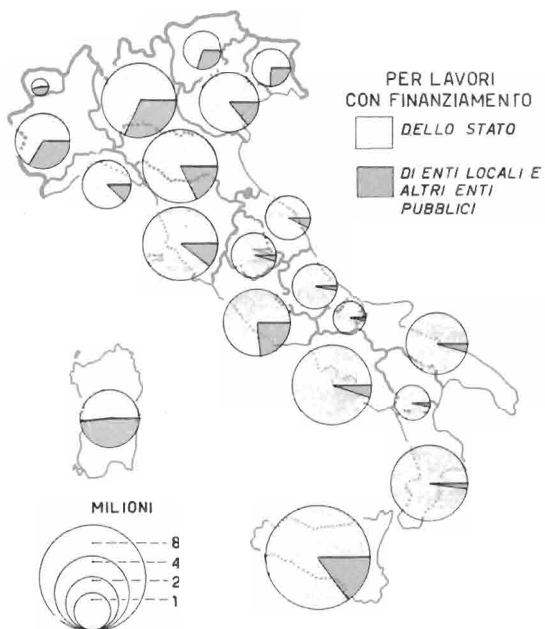 PER LAVORI
CON FINANZIAMENTO
DELLO STATO
DI ENTI LOCALI E
ALTRI ENTI
PUBBLICI
MILIONI
8
4
2
1